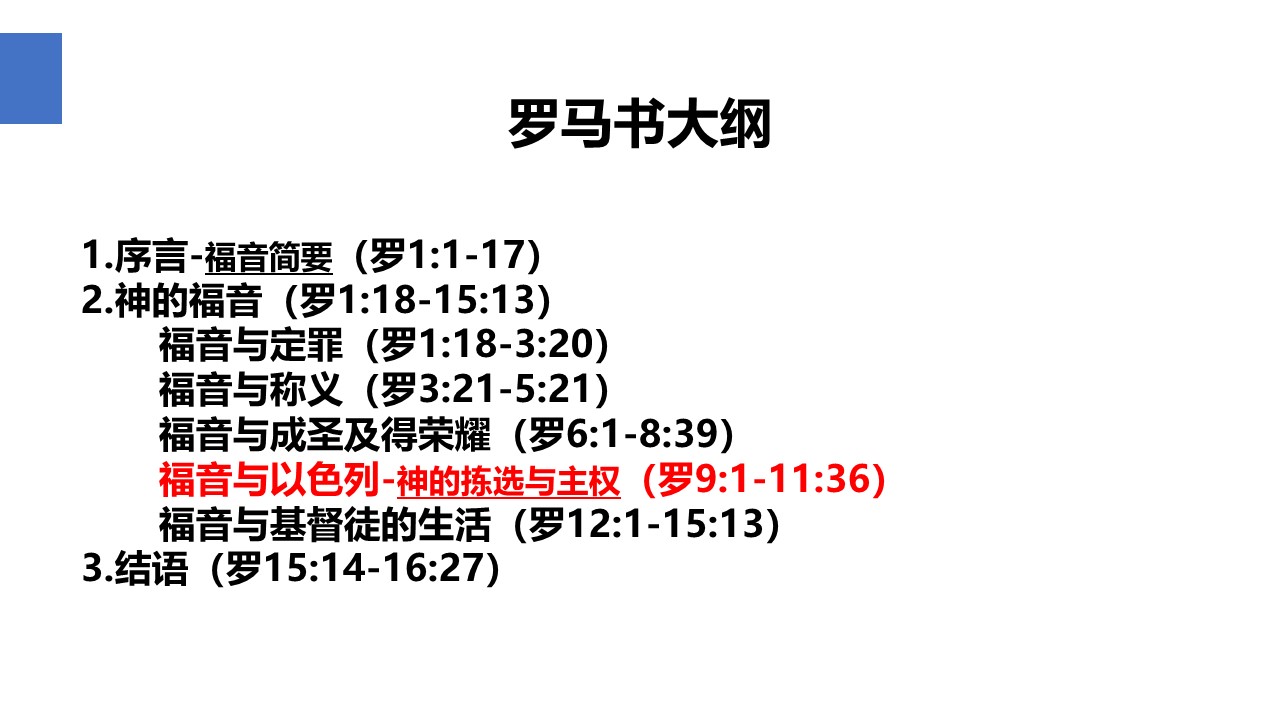 罗马书大纲
1.序言-福音简要（罗1:1-17）
2.神的福音（罗1:18-15:13）
福音与定罪（罗1:18-3:20）
福音与称义（罗3:21-5:21）
福音与成圣及得荣耀（罗6:1-8:39）
福音与以色列-神的拣选与主权（罗9:1-11:36）
福音与基督徒的生活（罗12:1-15:13）
3.结语（罗15:14-16:27）